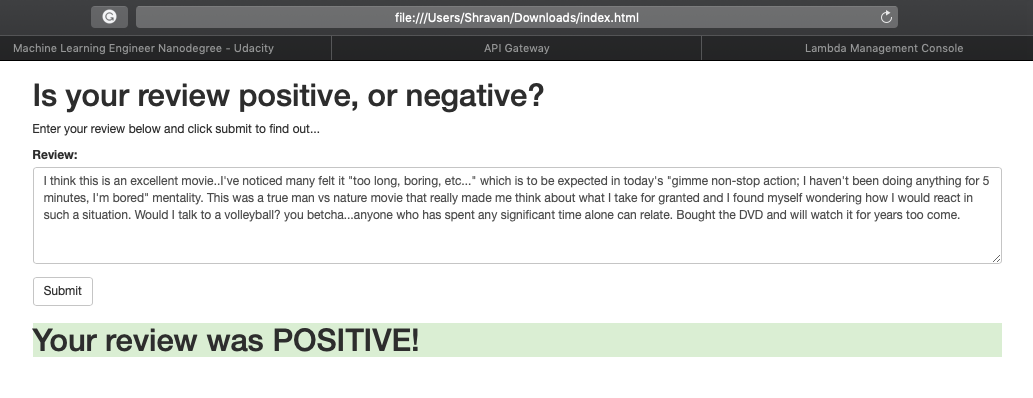 file:///Users/Shravan/Downloads/index.html
Machine Learning Engineer Nanodegree - Udacity
API Gateway
Lambda Management Console
Is your review positive, or negative?
Enter your review below and click submit to find out...
Review:
I think this is an excellent movie..I've noticed many felt it "too long, boring, etc..." which is to be expected in today's "gimme non-stop action; I haven't been doing anything for 5
minutes, I'm bored" mentality. This was a true man vs nature movie that really made me think about what I take for granted and I found myself wondering how I would react in
such a situation. Would I talk to a volleyball? you betcha...anyone who has spent any significant time alone can relate. Bought the DVD and will watch it for years too come.
Submit
Your review was POSITIVE!